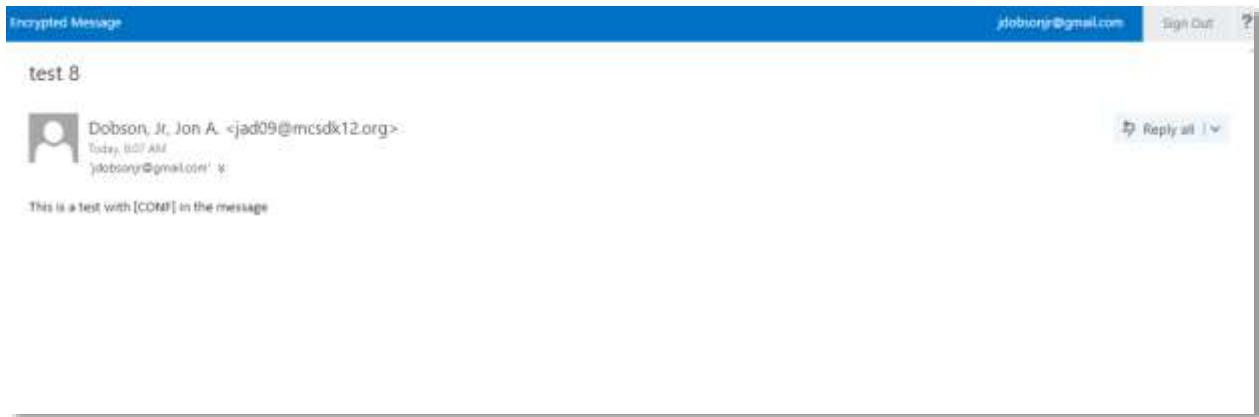 Encrypted Message
jdobsonjr@gmail.com
Sign Out
?
test 8
Dobson, Jr, Jon A. <jad09@mcsdk12.org>
Today, 8:07 AM
'jdobsonjr@gmail.com'
Reply all
This is a test with [CONF] in the message